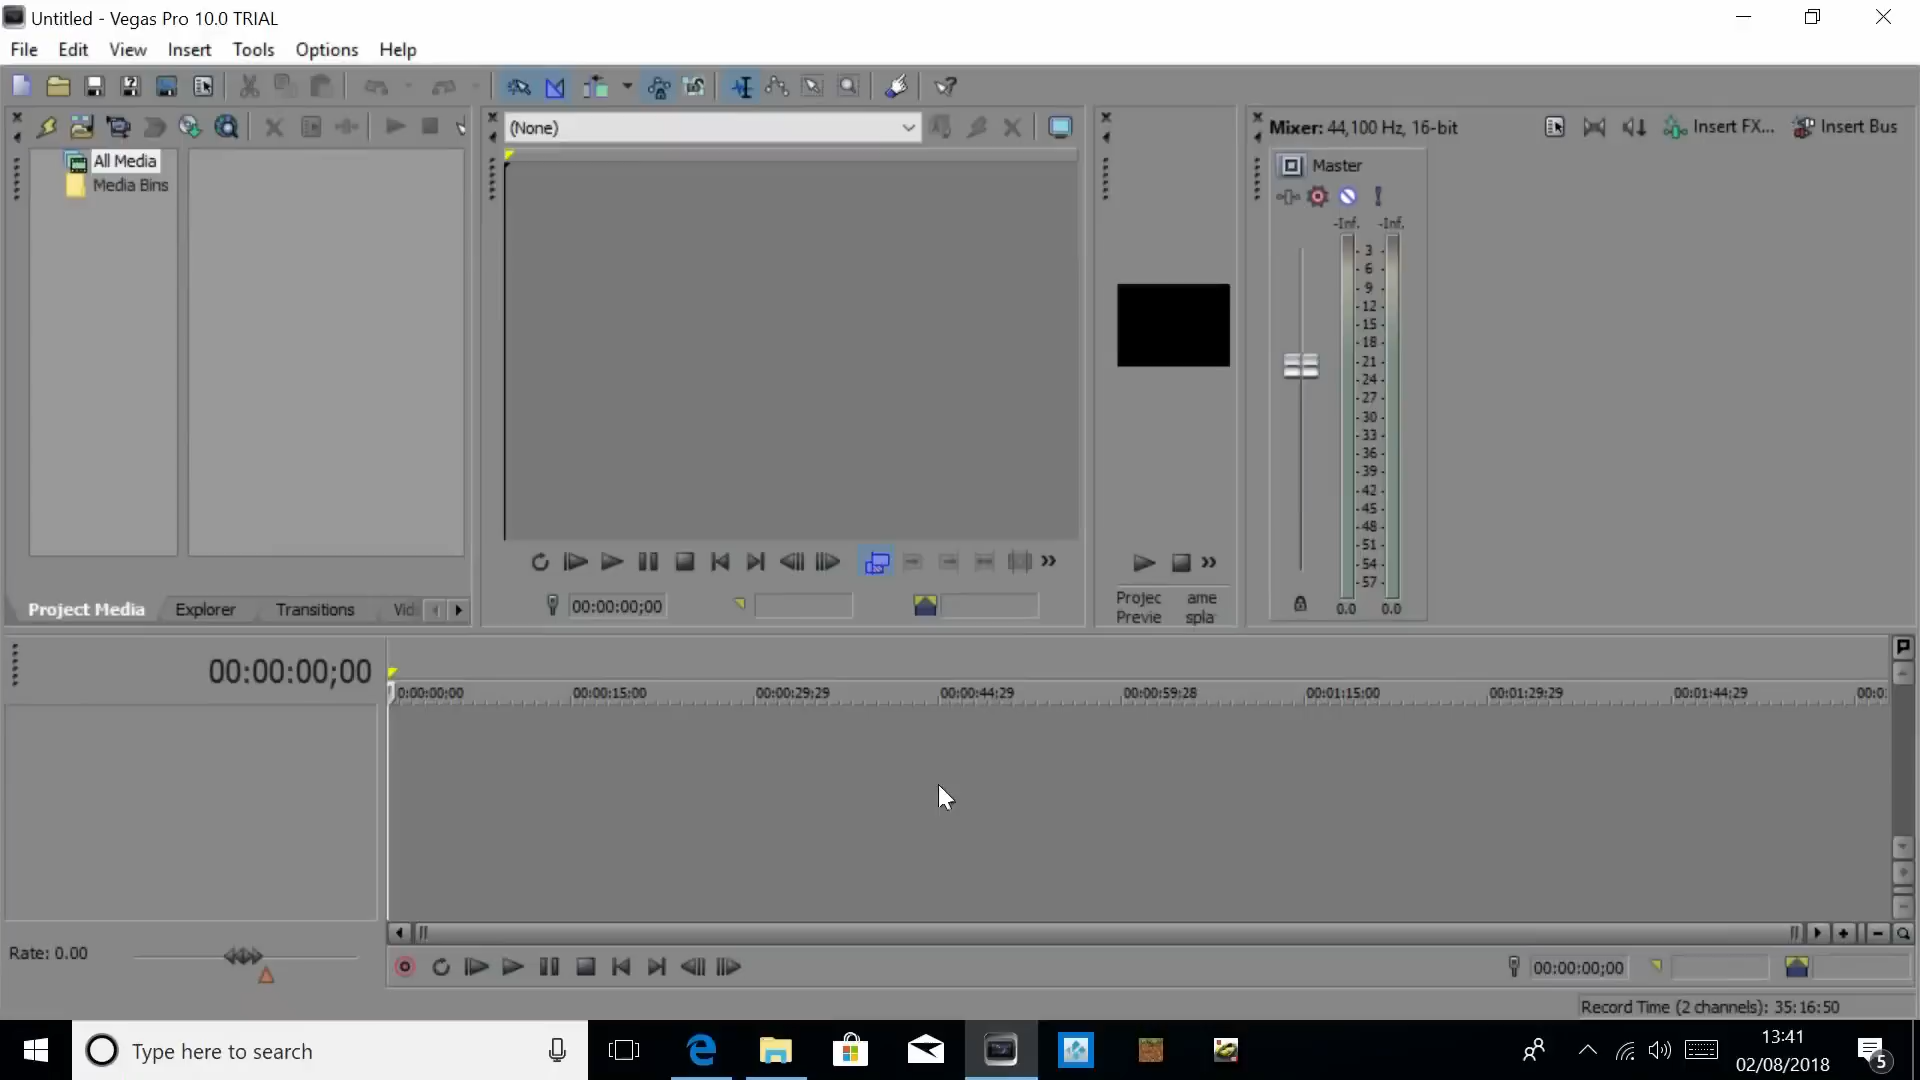 Untitled - Vegas Pro 10.0 TRIAL
File Edit View Insert Tools Options Help
(None)
Mixer: 44,100 Hz, 16-bit
Insert FX... Insert Bus
All Media
Media Bins
Master
-Inf. -Inf.
3
6
9
12
15
18
21
24
27
30
33
36
39
42
45
48
51
54
57
0.0 0.0
00:00:00;00
Projec ame
Previe spla
Project Media Explorer Transitions Vid
00:00:00;00
0:00:00:00 00:00:15:00 00:00:29;29 00:00:44;29 00:00:59;28 00:01:15:00 00:01:29;29 00:01:44;29 00:0
Rate: 0.00
00:00:00;00
Record Time (2 channels): 35:16:50
Type here to search
13:41
02/08/2018
5